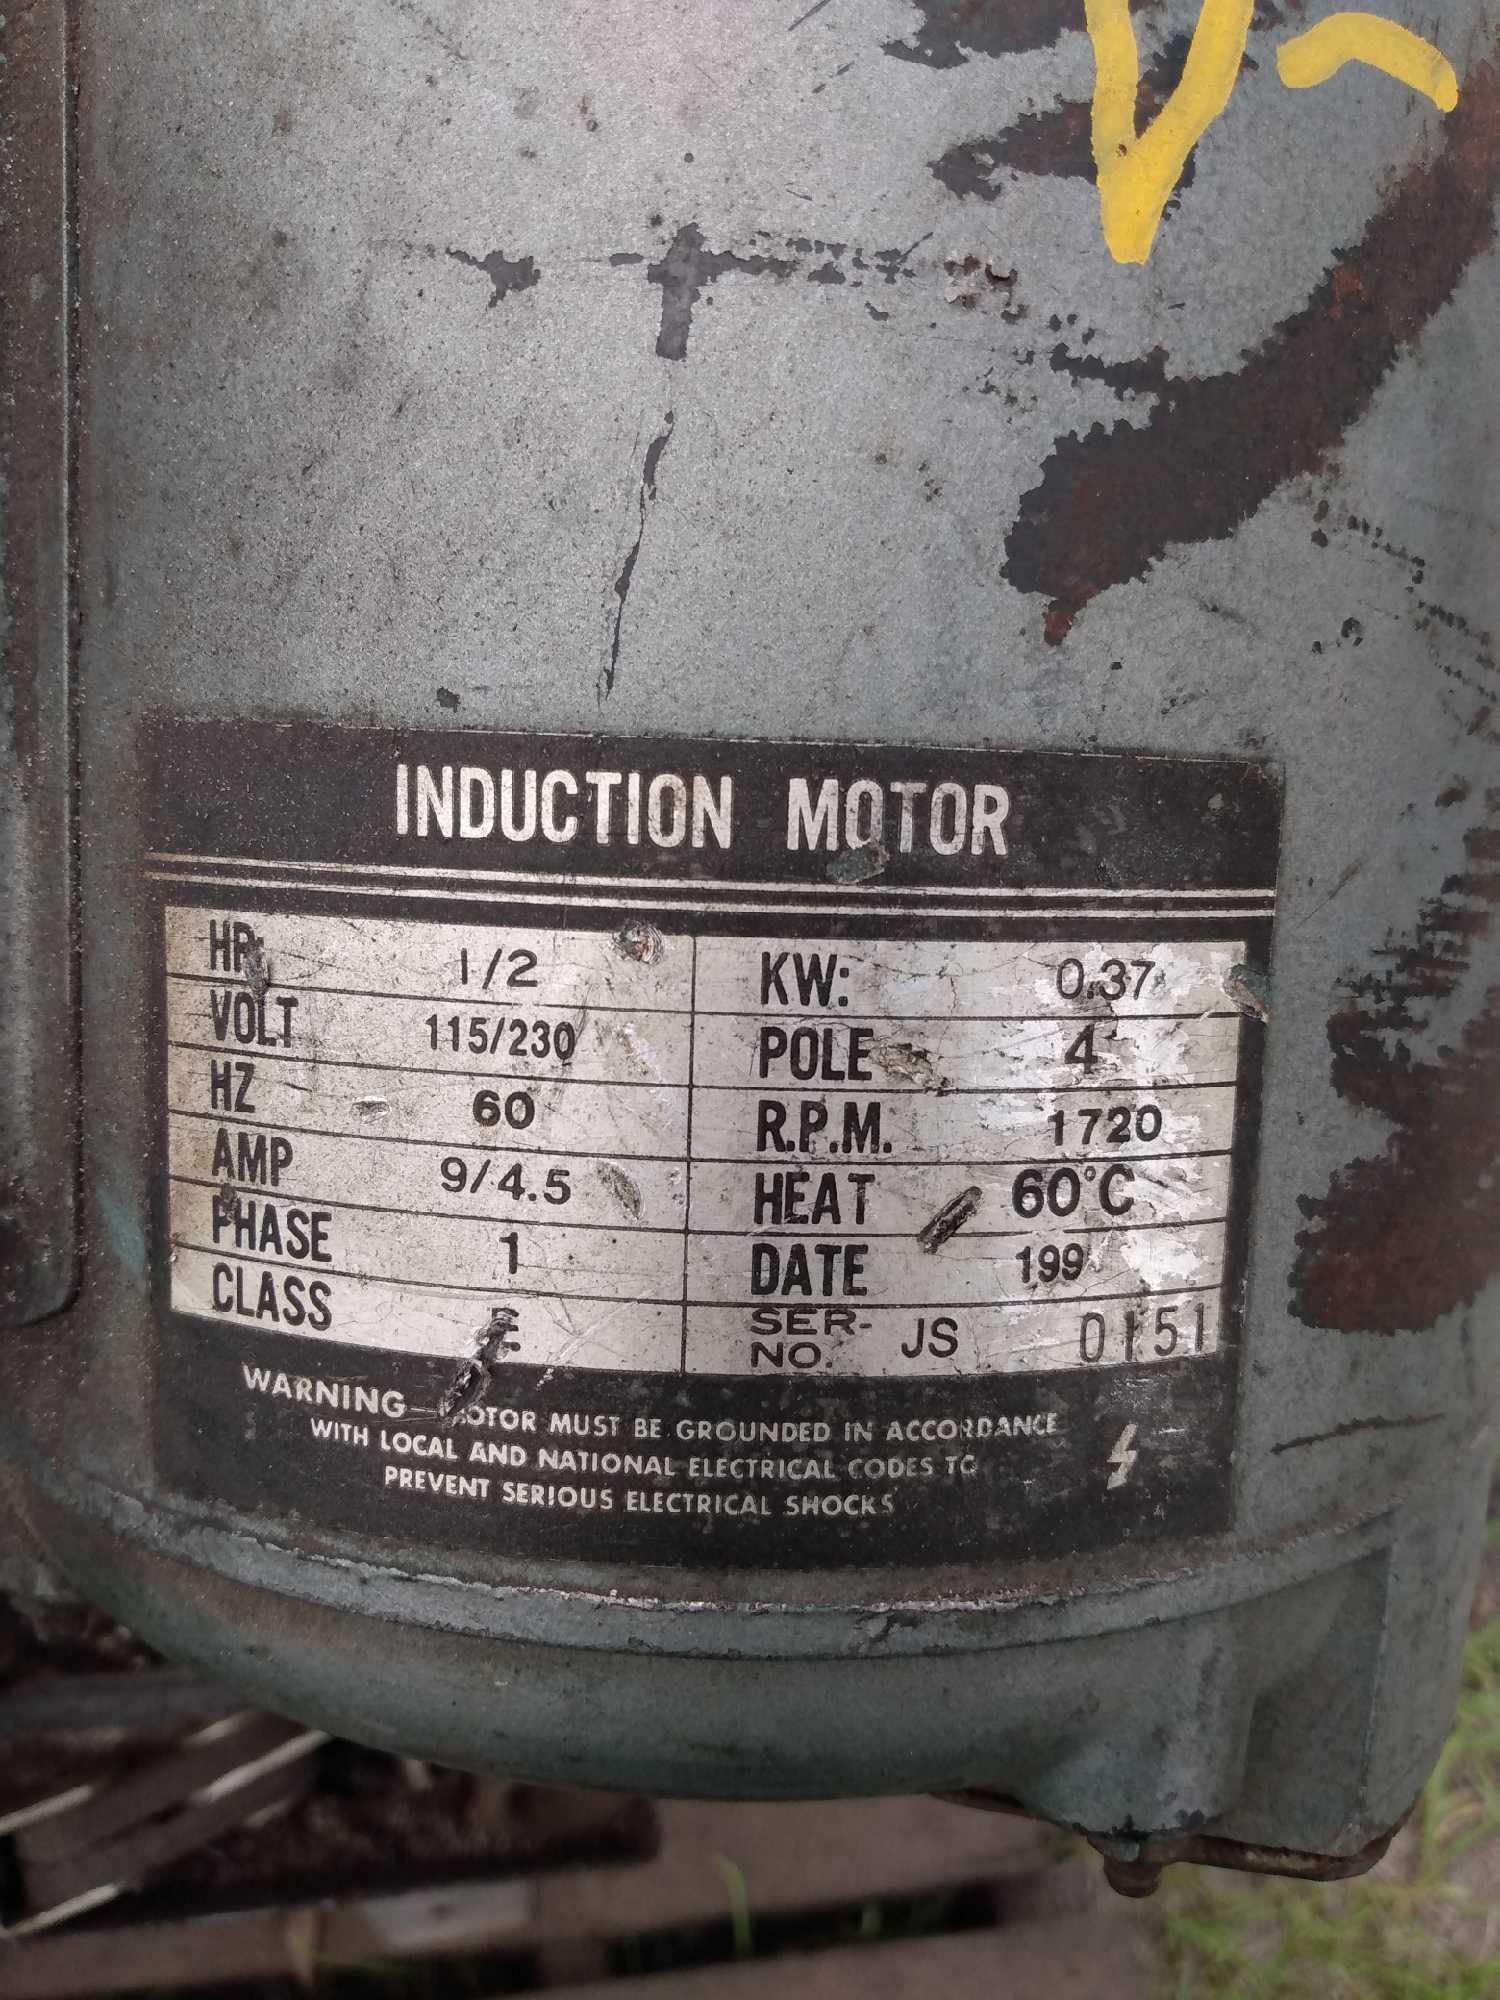 V
INDUCTION MOTOR
HP: 1/2 KW: 0.37
VOLT 115/230 POLE 4
HZ 60 R.P.M. 1720
AMP 9/4.5 HEAT 60°C
PHASE 1 DATE 199
CLASS E SER-NO. JS 0151
WARNING—MOTOR MUST BE GROUNDED IN ACCORDANCE
WITH LOCAL AND NATIONAL ELECTRICAL CODES TO
PREVENT SERIOUS ELECTRICAL SHOCKS